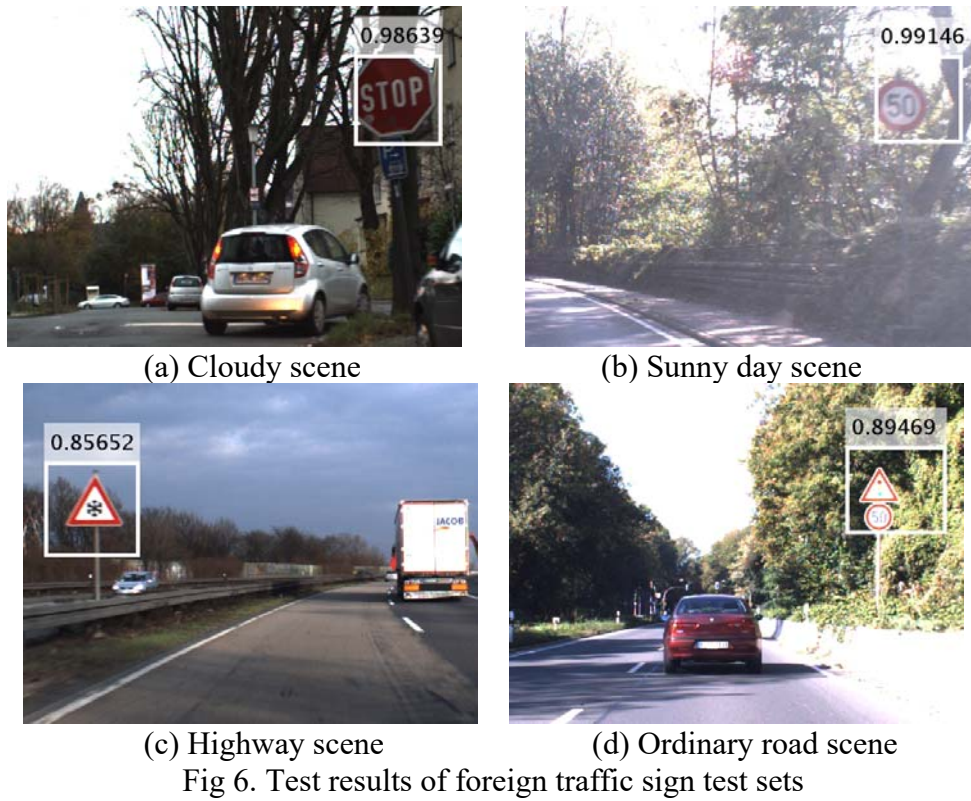 0.98639
STOP
P
0.99146
50
(a) Cloudy scene
(b) Sunny day scene
0.85652
JACOB
0.89469
50
(c) Highway scene
(d) Ordinary road scene
Fig 6. Test results of foreign traffic sign test sets